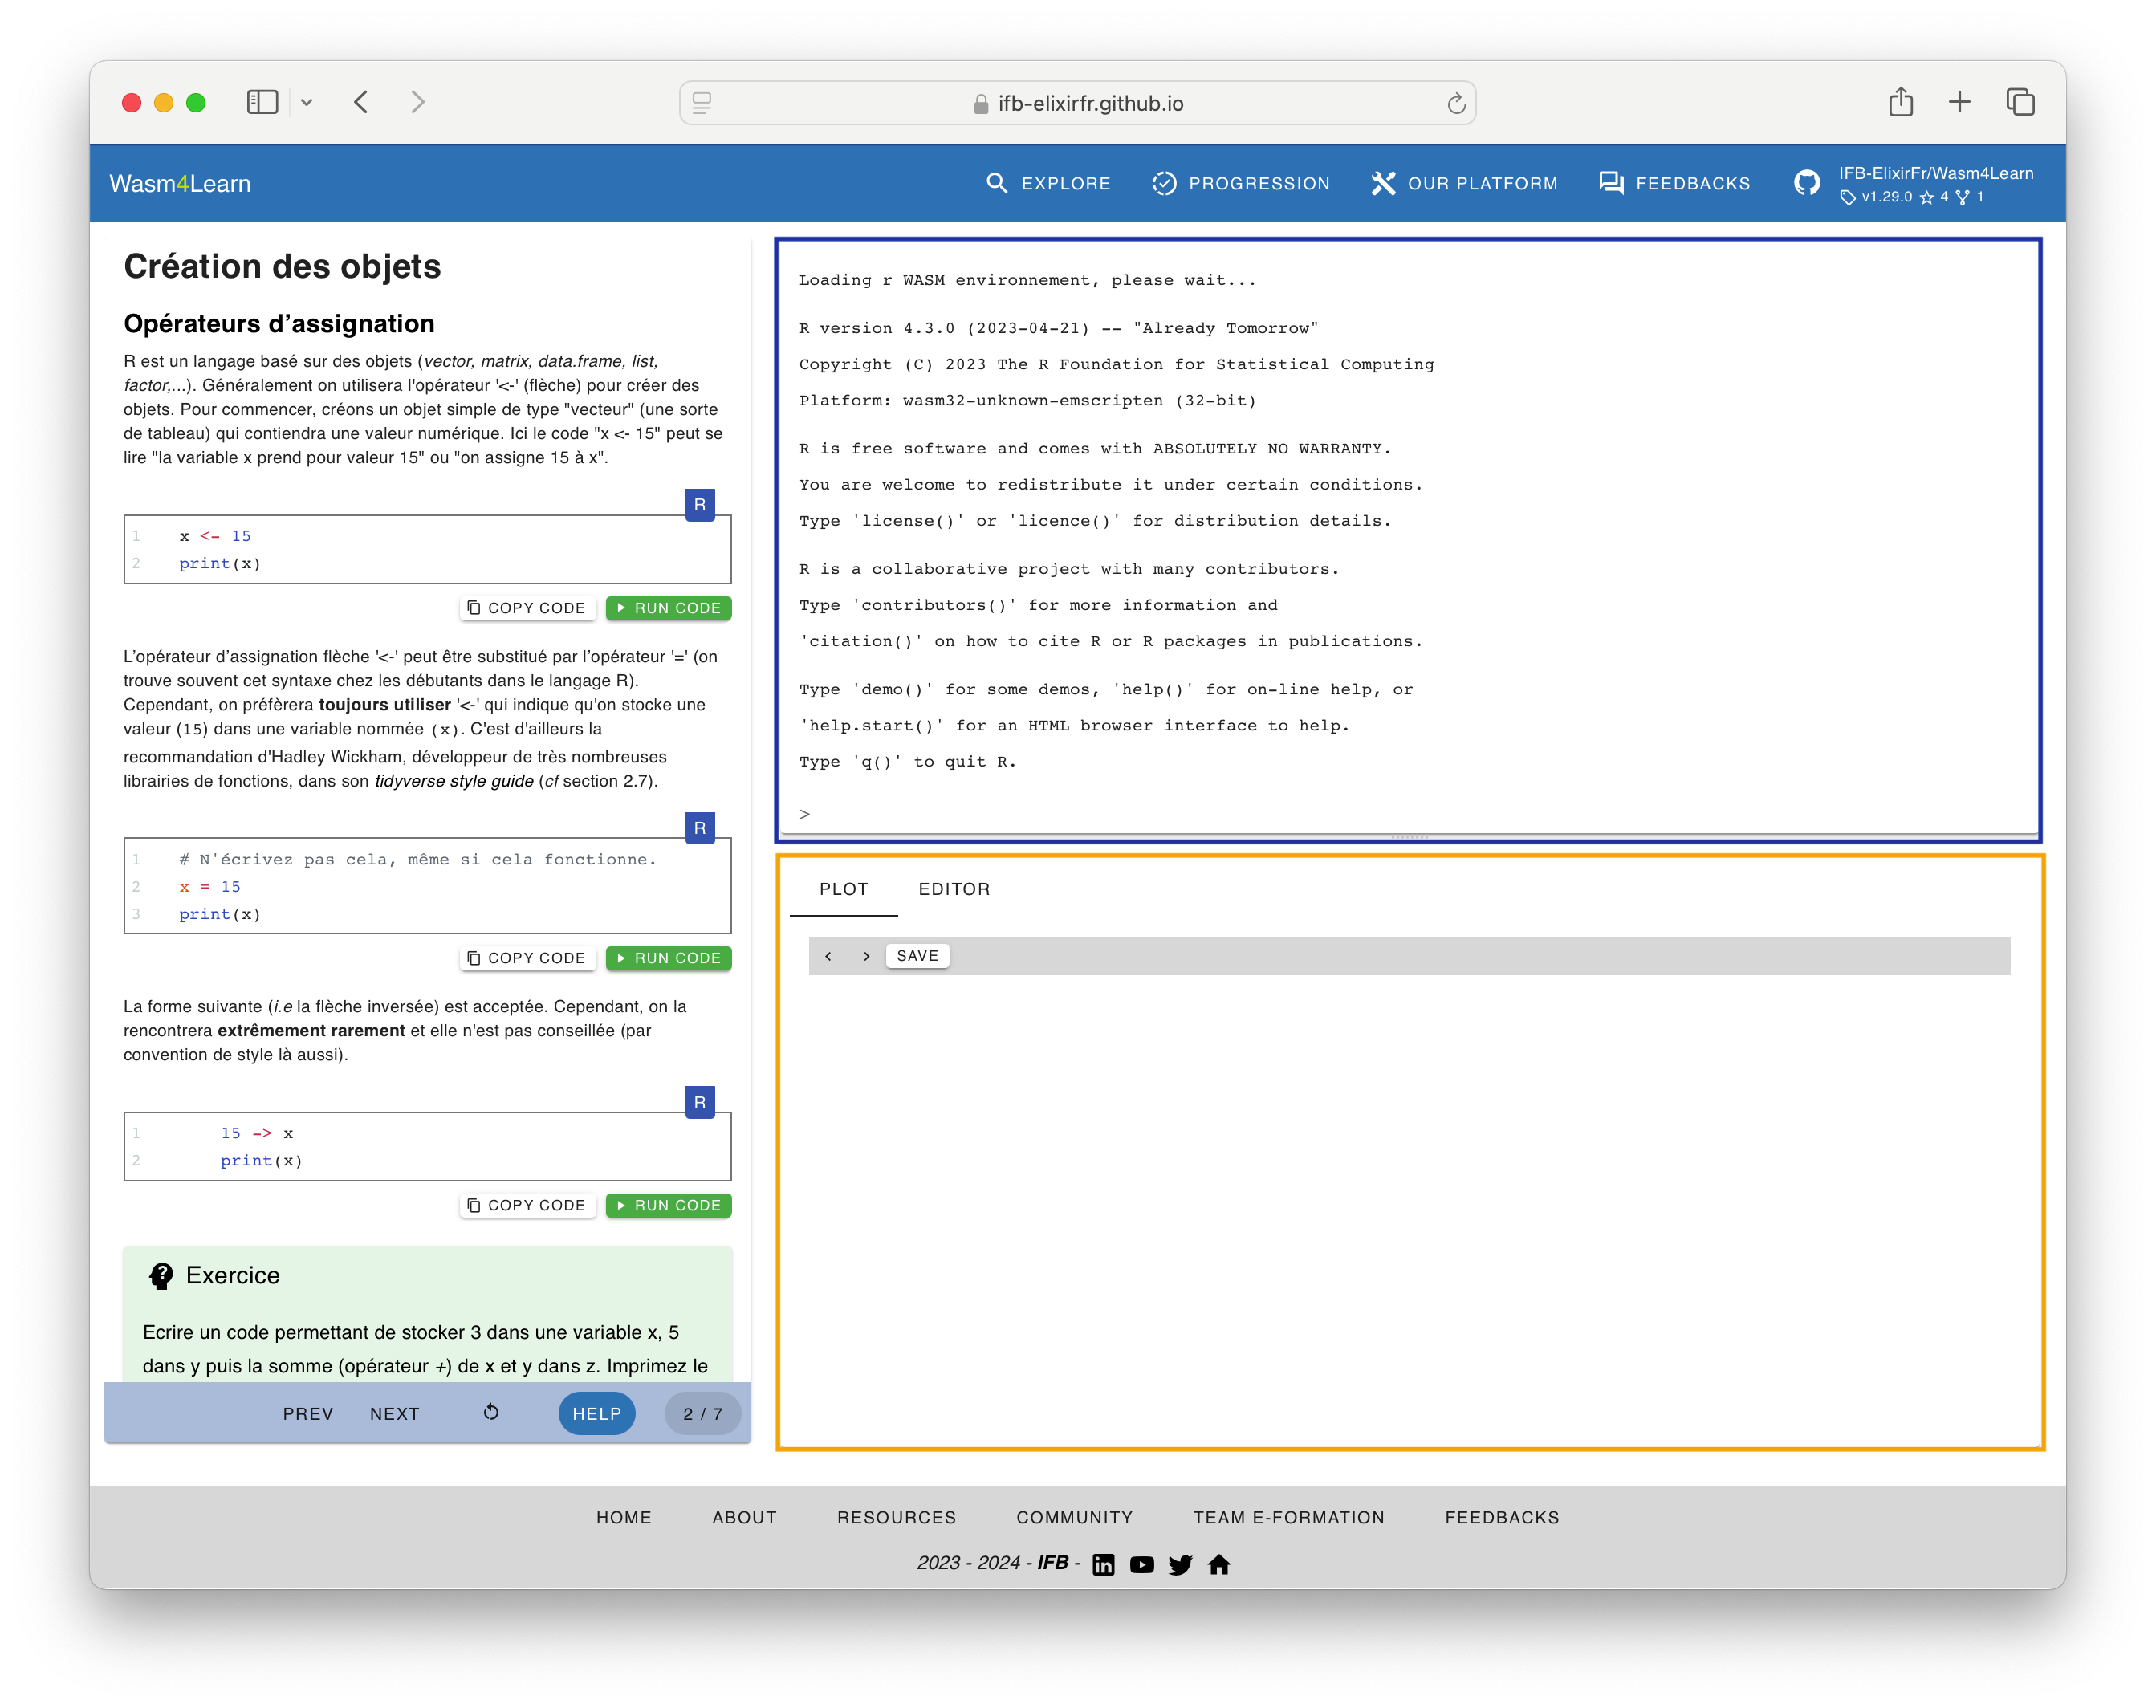 ifb-elixirfr.github.io
Wasm4Learn
EXPLORE
PROGRESSION
OUR PLATFORM
FEEDBACKS
IFB-ElixirFr/Wasm4Learn
v1.29.0 4 1
Création des objets
Opérateurs d’assignation
R est un langage basé sur des objets (vector, matrix, data.frame, list,
factor,...). Généralement on utilisera l'opérateur '<-' (flèche) pour créer des
objets. Pour commencer, créons un objet simple de type "vecteur" (une sorte
de tableau) qui contiendra une valeur numérique. Ici le code "x <- 15" peut se
lire "la variable x prend pour valeur 15" ou "on assigne 15 à x".
R
1 x <- 15
2 print(x)
COPY CODE
RUN CODE
L’opérateur d’assignation flèche '<-' peut être substitué par l’opérateur '=' (on
trouve souvent cet syntaxe chez les débutants dans le langage R).
Cependant, on préfèrera toujours utiliser '<-' qui indique qu'on stocke une
valeur (15) dans une variable nommée (x). C'est d'ailleurs la
recommandation d'Hadley Wickham, développeur de très nombreuses
librairies de fonctions, dans son tidyverse style guide (cf section 2.7).
R
1 # N'écrivez pas cela, même si cela fonctionne.
2 x = 15
3 print(x)
COPY CODE
RUN CODE
La forme suivante (i.e la flèche inversée) est acceptée. Cependant, on la
rencontrera extrêmement rarement et elle n'est pas conseillée (par
convention de style là aussi).
R
1 15 -> x
2 print(x)
COPY CODE
RUN CODE
Exercice
Ecrire un code permettant de stocker 3 dans une variable x, 5
dans y puis la somme (opérateur +) de x et y dans z. Imprimez le
PREV
NEXT
HELP
2 / 7
Loading r WASM environnement, please wait...
R version 4.3.0 (2023-04-21) -- "Already Tomorrow"
Copyright (C) 2023 The R Foundation for Statistical Computing
Platform: wasm32-unknown-emscripten (32-bit)
R is free software and comes with ABSOLUTELY NO WARRANTY.
You are welcome to redistribute it under certain conditions.
Type 'license()' or 'licence()' for distribution details.
R is a collaborative project with many contributors.
Type 'contributors()' for more information and
'citation()' on how to cite R or R packages in publications.
Type 'demo()' for some demos, 'help()' for on-line help, or
'help.start()' for an HTML browser interface to help.
Type 'q()' to quit R.
>
PLOT
EDITOR
SAVE
HOME
ABOUT
RESOURCES
COMMUNITY
TEAM E-FORMATION
FEEDBACKS
2023 - 2024 - IFB -